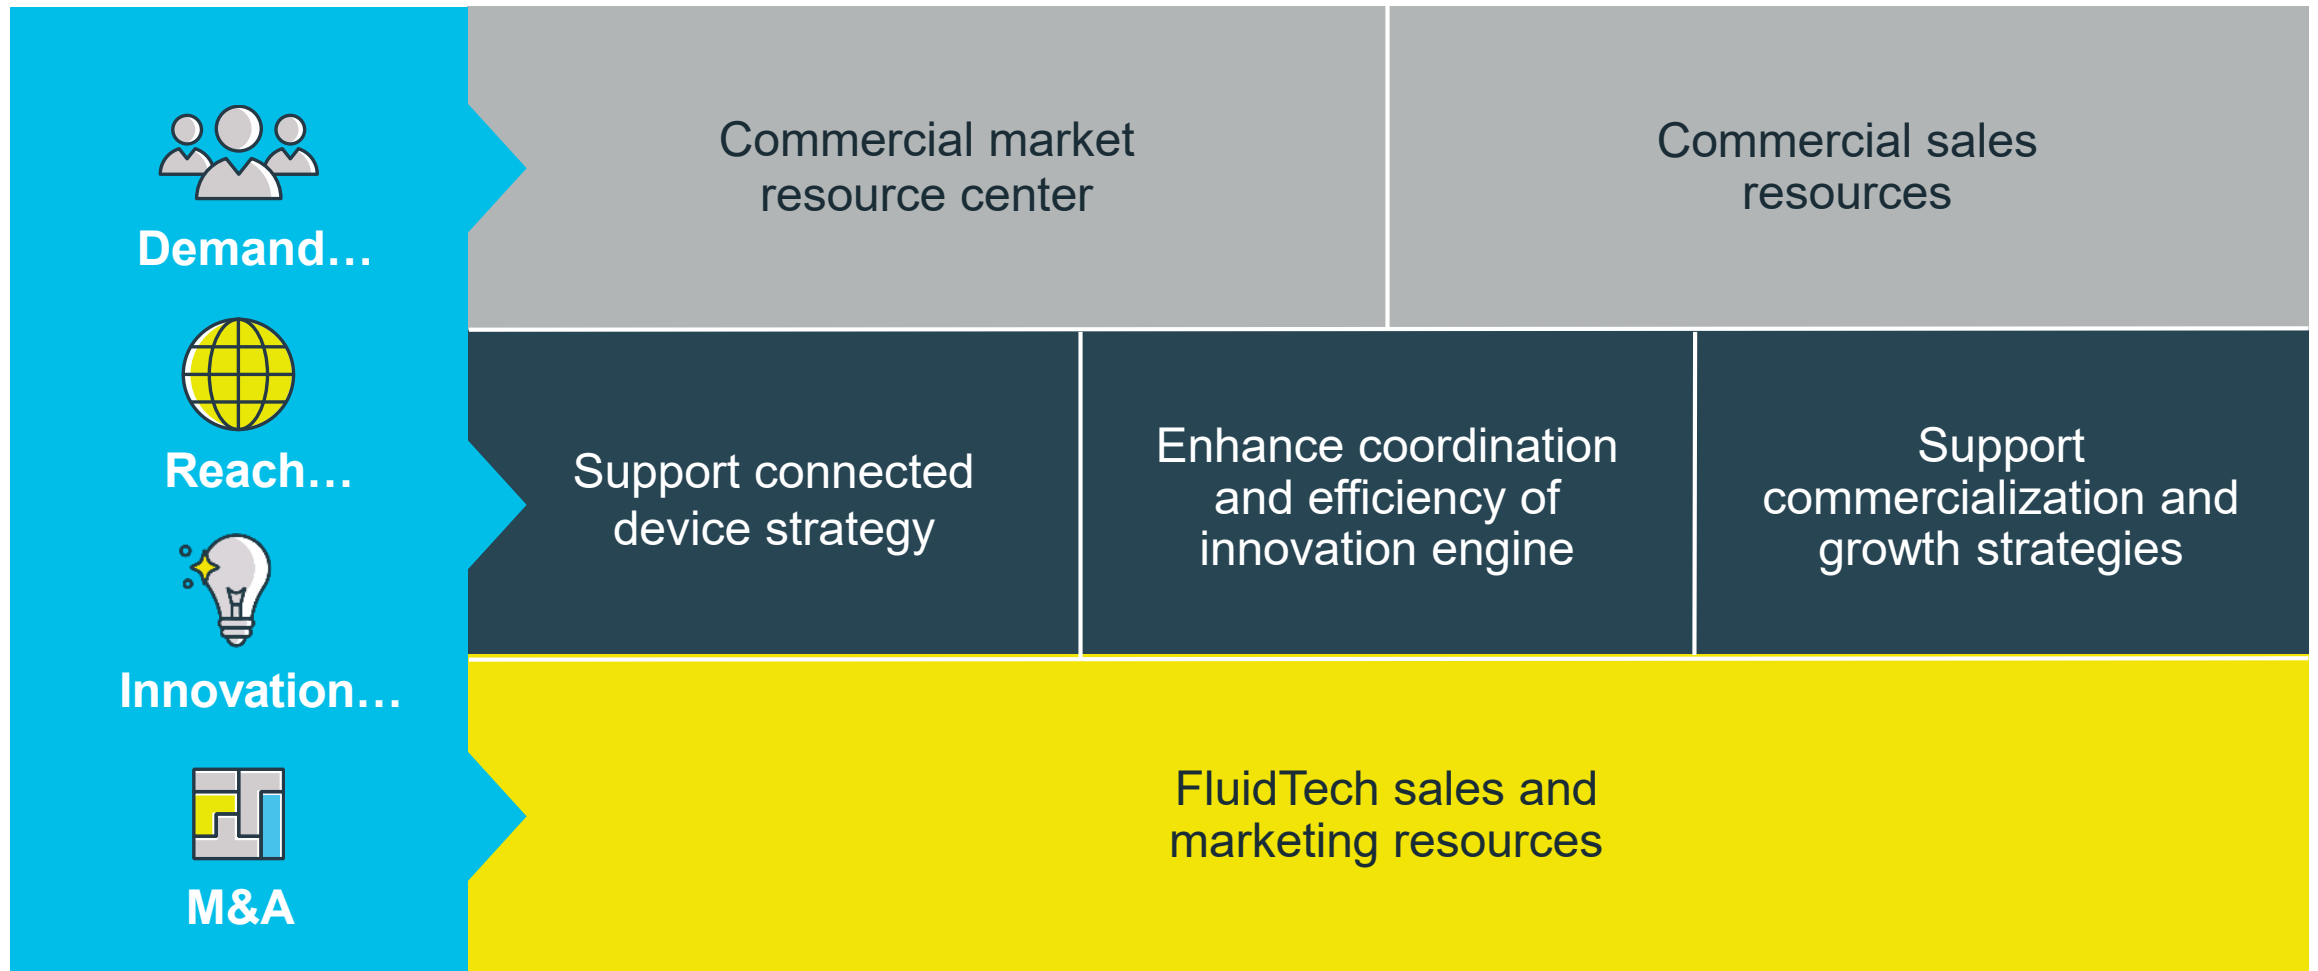 Demand…
Reach…
Innovation…
M&A
Commercial market
resource center
Commercial sales
resources
Support connected
device strategy
Enhance coordination
and efficiency of
innovation engine
Support
commercialization and
growth strategies
FluidTech sales and
marketing resources